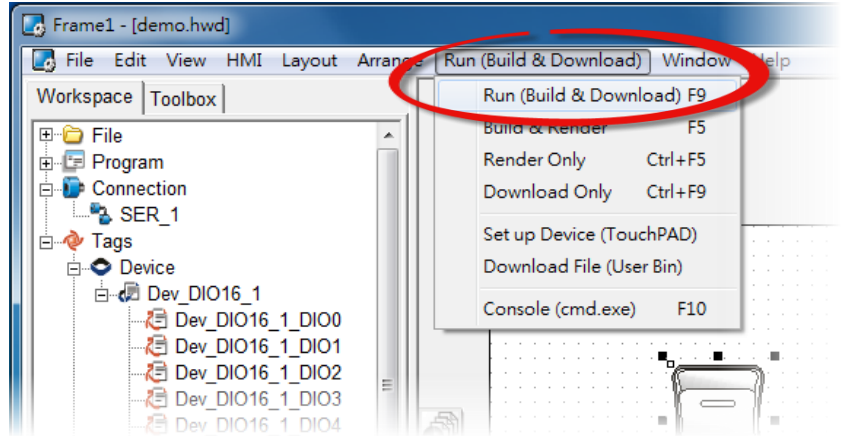 Frame1 - [demo.hwd]
File Edit View HMI Layout Arrange Run (Build & Download) Window Help
Workspace Toolbox
Run (Build & Download) F9
File
Build & Render F5
Program
Render Only Ctrl+F5
Connection
Download Only Ctrl+F9
SER_1
Tags
Set up Device (TouchPAD)
Device
Download File (User Bin)
Dev_DIO16_1
Console (cmd.exe) F10
Dev_DIO16_1_DIO0
Dev_DIO16_1_DIO1
Dev_DIO16_1_DIO2
Dev_DIO16_1_DIO3
Dev_DIO16_1_DIO4